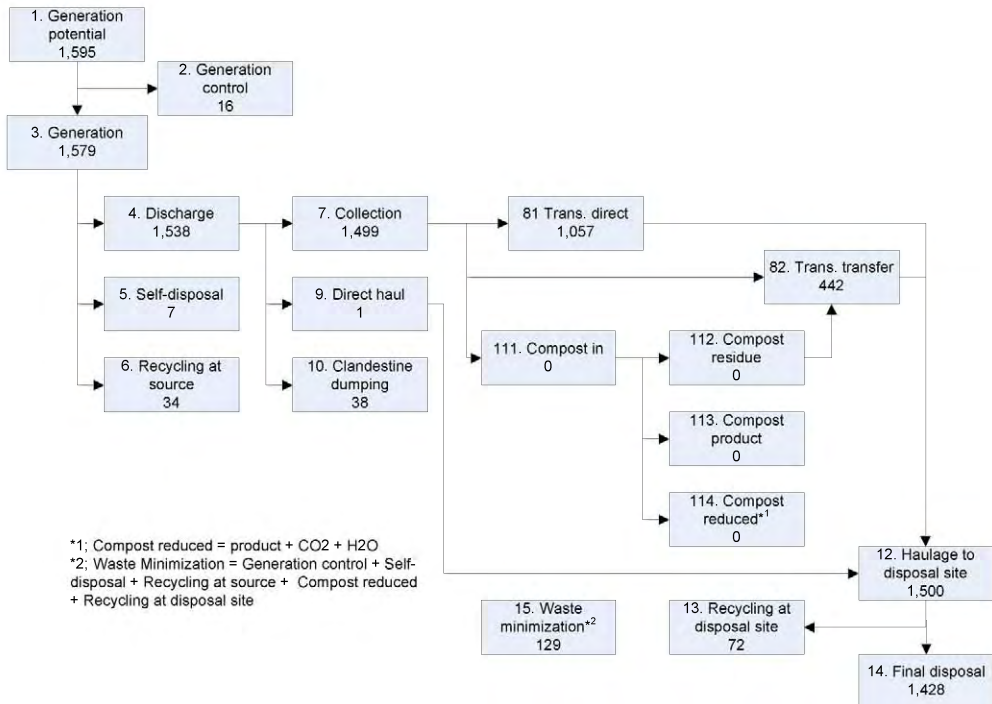 1. Generation
potential
1,595
2. Generation
control
16
3. Generation
1,579
4. Discharge
1,538
7. Collection
1,499
81 Trans. direct
1,057
82. Trans. transfer
442
5. Self-disposal
7
9. Direct haul
1
111. Compost in
0
112. Compost
residue
0
6. Recycling at
source
34
10. Clandestine
dumping
38
113. Compost
product
0
114. Compost
reduced*1
0
*1; Compost reduced = product + CO2 + H2O
*2; Waste Minimization = Generation control + Self-
disposal + Recycling at source + Compost reduced
+ Recycling at disposal site
12. Haulage to
disposal site
1,500
15. Waste
minimization*2
129
13. Recycling at
disposal site
72
14. Final disposal
1,428